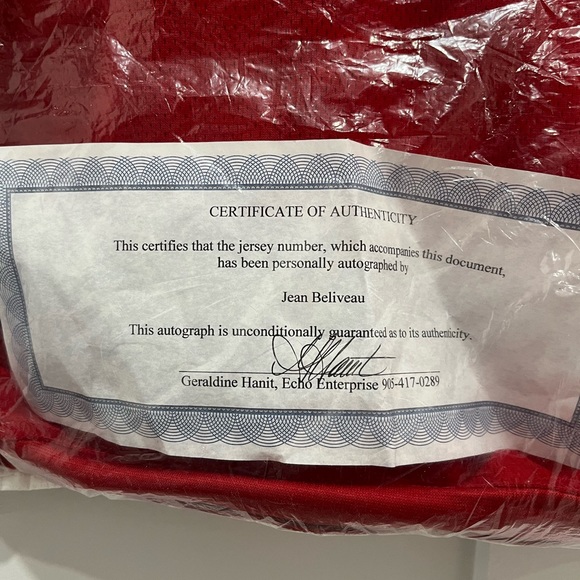 CERTIFICATE OF AUTHENTICITY
This certifies that the jersey number, which accompanies this document,
has been personally autographed by
Jean Beliveau
This autograph is unconditionally guaranteed as to its authenticity.
Geraldine Hanit, Echo Enterprise 905-417-0289